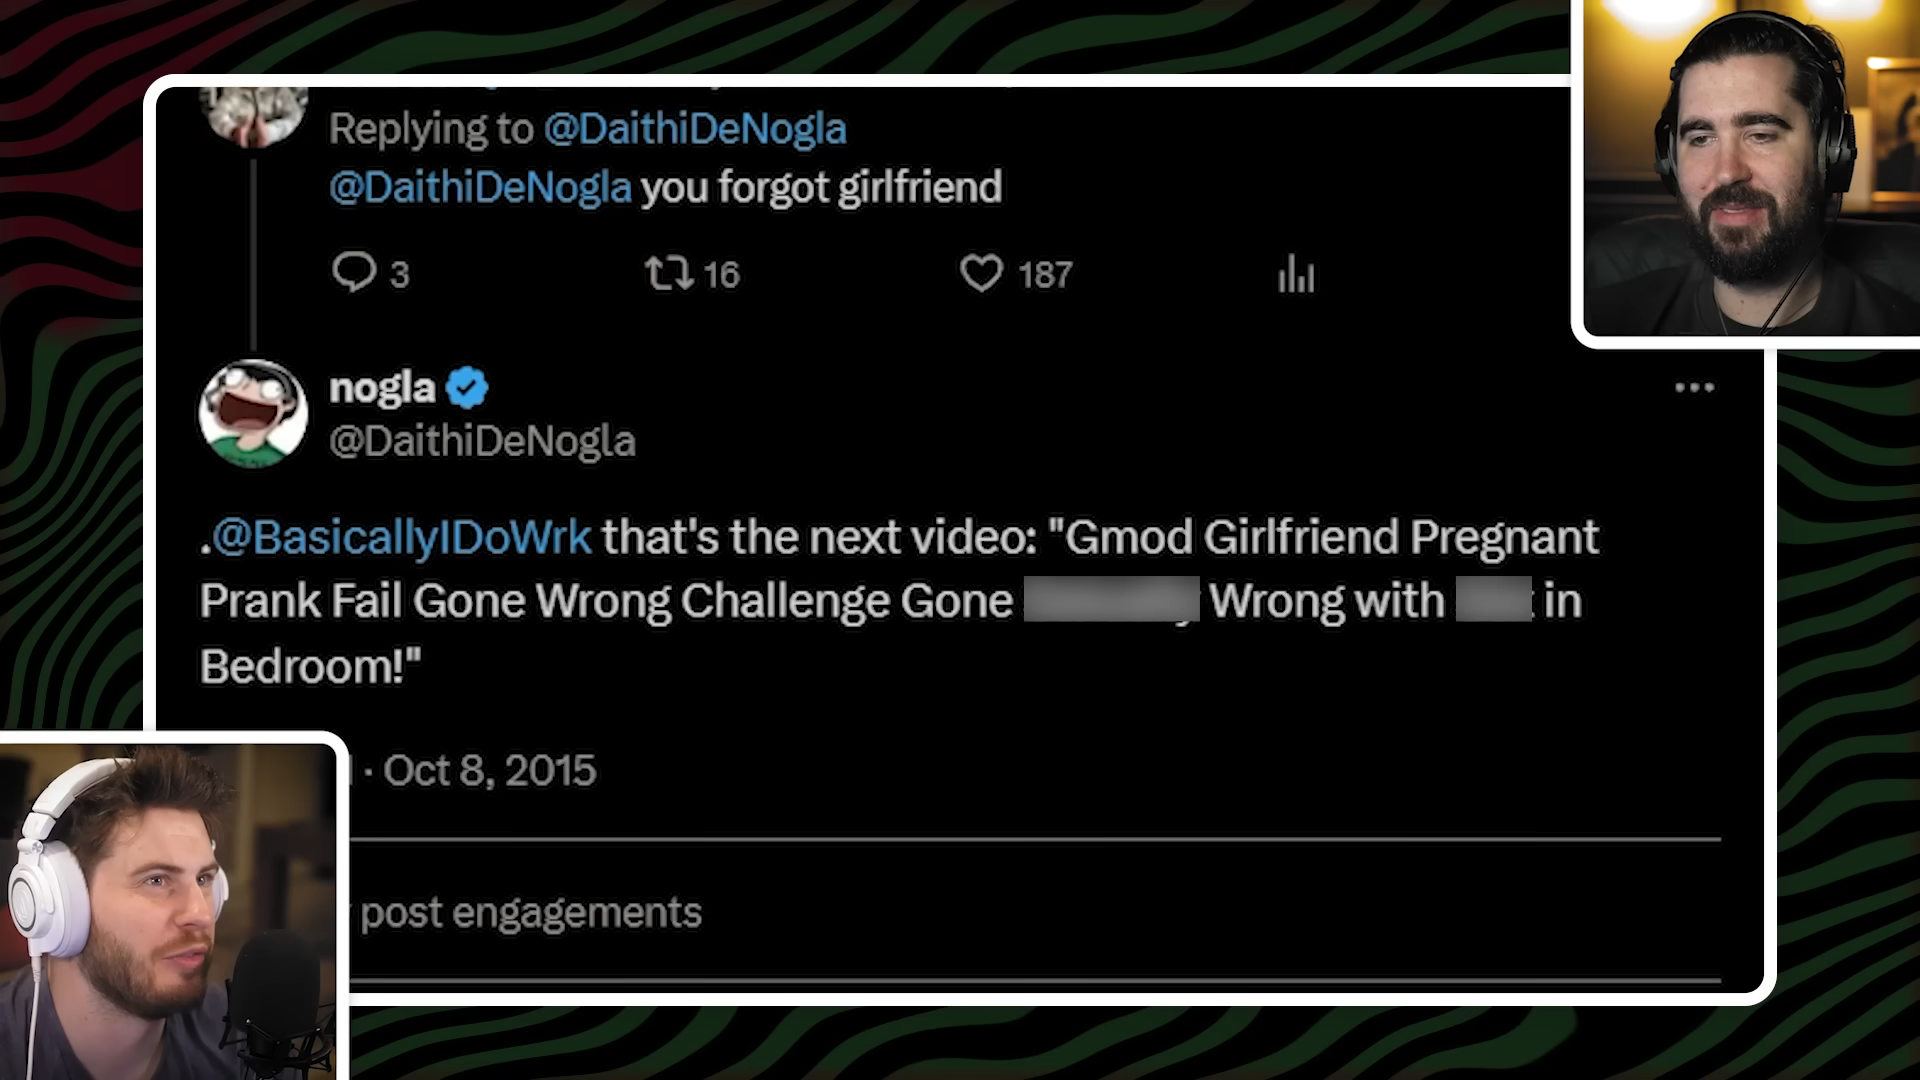 Replying to @DaithiDeNogla
@DaithiDeNogla you forgot girlfriend
3 16 187
nogla
@DaithiDeNogla
.@BasicallyIDoWrk that's the next video: "Gmod Girlfriend Pregnant
Prank Fail Gone Wrong Challenge Gone Wrong with in
Bedroom!"
· Oct 8, 2015
post engagements